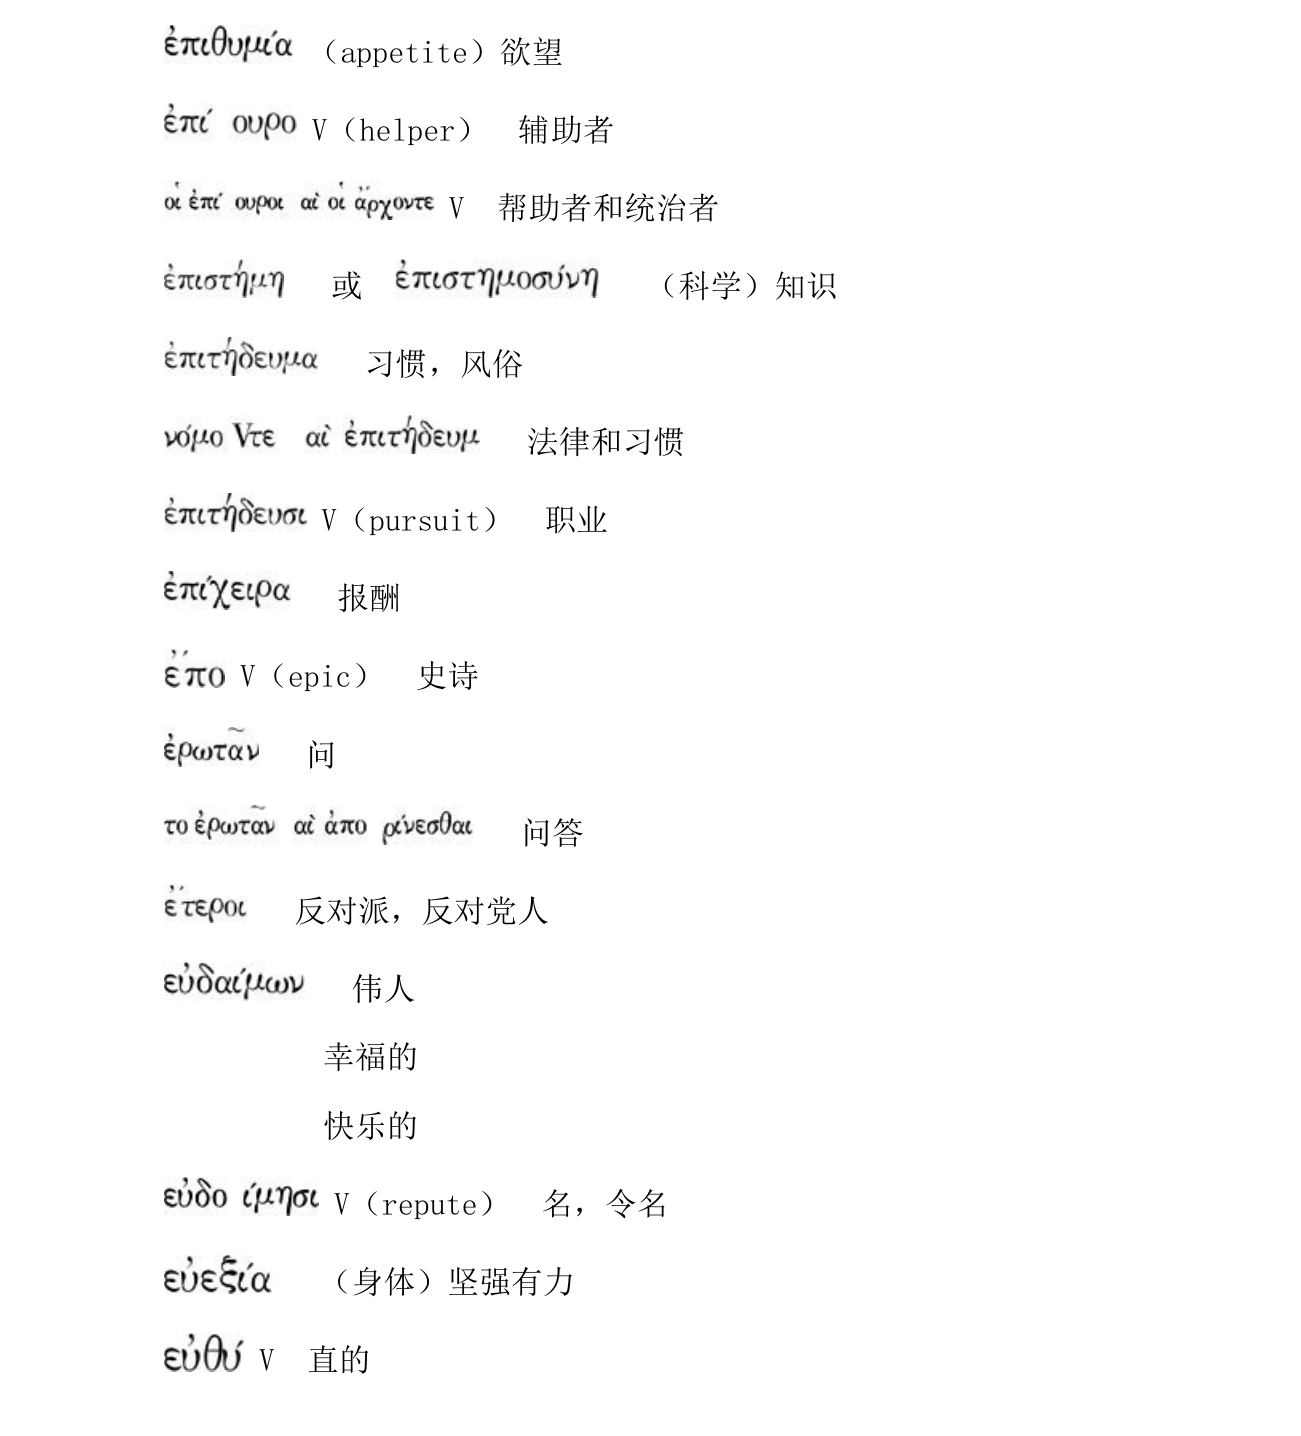 ἐπιθυμία （appetite）欲望
ἐπί ουρο V（helper） 辅助者
οἱ ἐπί ουροι αὶ οἱ ἄρχοντε V 帮助者和统治者
ἐπιστήμη 或 ἐπιστημοσύνη （科学）知识
ἐπιτήδευμα 习惯，风俗
νόμο Vτε αὶ ἐπιτήδευμ 法律和习惯
ἐπιτήδευσι V（pursuit） 职业
ἐπίχειρα 报酬
ἔπο V（epic） 史诗
ἐρωτᾶν 问
το ἐρωτᾶν αὶ ἀπο ρίνεσθαι 问答
ἔτεροι 反对派，反对党人
εὐδαίμων 伟人
幸福的
快乐的
εὐδο ίμησι V（repute） 名，令名
εὐεξία （身体）坚强有力
εὐθύ V 直的